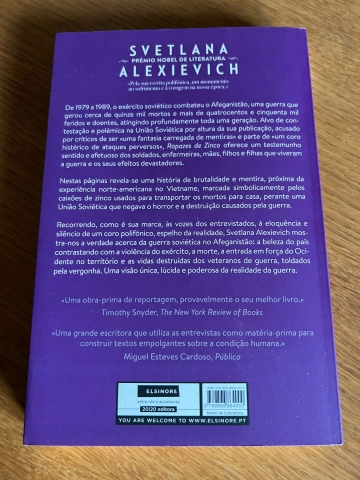 SVETLANA
PRÉMIO NOBEL DE LITERATURA
ALEXIEVICH
«Pela sua escrita polifónica, um monumento
ao sofrimento e à coragem na nossa época.»
De 1979 a 1989, o exército soviético combateu o Afeganistão, uma guerra que
gerou cerca de quinze mil mortos e mais de quatrocentos e cinquenta mil
feridos e doentes, atingindo profundamente toda uma geração. Alvo de con-
testação e polémica na União Soviética por altura da sua publicação, acusado
por críticos de ser «uma fantasia carregada de mentiras» e parte de «um coro
histérico de ataques perversos», Rapazes de Zinco oferece um testemunho
sentido e afetuoso dos soldados, enfermeiras, mães, filhos e filhas que viveram
a guerra e os seus efeitos devastadores.
Nestas páginas revela-se uma história de brutalidade e mentira, próxima da
experiência norte-americana no Vietname, marcada simbolicamente pelos
caixões de zinco usados para transportar os mortos para casa, perante uma
União Soviética que negava o horror e a destruição causados pela guerra.
Recorrendo, como é sua marca, às vozes dos entrevistados, à eloquência e
silêncio de um coro polifónico, espelho da realidade, Svetlana Alexievich mos-
tra-nos a verdade acerca da guerra soviética no Afeganistão: a beleza do país
contrastando com a violência do exército, a morte, a entrada em força do Oci-
dente no território e as vidas destruídas dos veteranos de guerra, toldados
pela vergonha. Uma visão única, lúcida e poderosa da realidade da guerra.
«Uma obra-prima de reportagem, provavelmente o seu melhor livro.»
Timothy Snyder, The New York Review of Books
«Uma grande escritora que utiliza as entrevistas como matéria-prima para
construir textos empolgantes sobre a condição humana.»
Miguel Esteves Cardoso, Público
ELSINORE
entre nós e as palavras
20|20 editora
YOU ARE WELCOME TO WWW.ELSINORE.PT
Nobel de Literatura